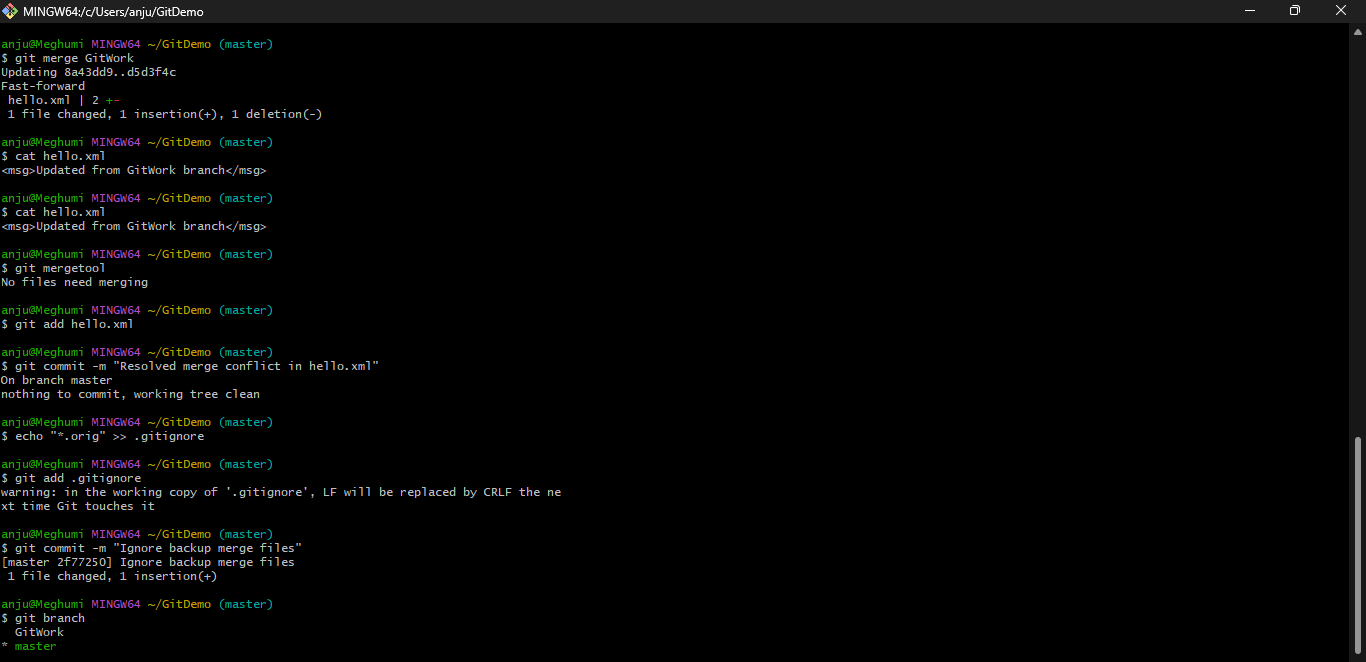 MINGW64:/c/Users/anju/GitDemo
anju@Meghumi MINGW64 ~/GitDemo (master)
$ git merge GitWork
Updating 8a43dd9..d5d3f4c
Fast-forward
 hello.xml | 2 +-
 1 file changed, 1 insertion(+), 1 deletion(-)
anju@Meghumi MINGW64 ~/GitDemo (master)
$ cat hello.xml
<msg>Updated from GitWork branch</msg>
anju@Meghumi MINGW64 ~/GitDemo (master)
$ cat hello.xml
<msg>Updated from GitWork branch</msg>
anju@Meghumi MINGW64 ~/GitDemo (master)
$ git mergetool
No files need merging
anju@Meghumi MINGW64 ~/GitDemo (master)
$ git add hello.xml
anju@Meghumi MINGW64 ~/GitDemo (master)
$ git commit -m "Resolved merge conflict in hello.xml"
On branch master
nothing to commit, working tree clean
anju@Meghumi MINGW64 ~/GitDemo (master)
$ echo "*.orig" >> .gitignore
anju@Meghumi MINGW64 ~/GitDemo (master)
$ git add .gitignore
warning: in the working copy of '.gitignore', LF will be replaced by CRLF the ne
xt time Git touches it
anju@Meghumi MINGW64 ~/GitDemo (master)
$ git commit -m "Ignore backup merge files"
[master 2f77250] Ignore backup merge files
 1 file changed, 1 insertion(+)
anju@Meghumi MINGW64 ~/GitDemo (master)
$ git branch
  GitWork
* master